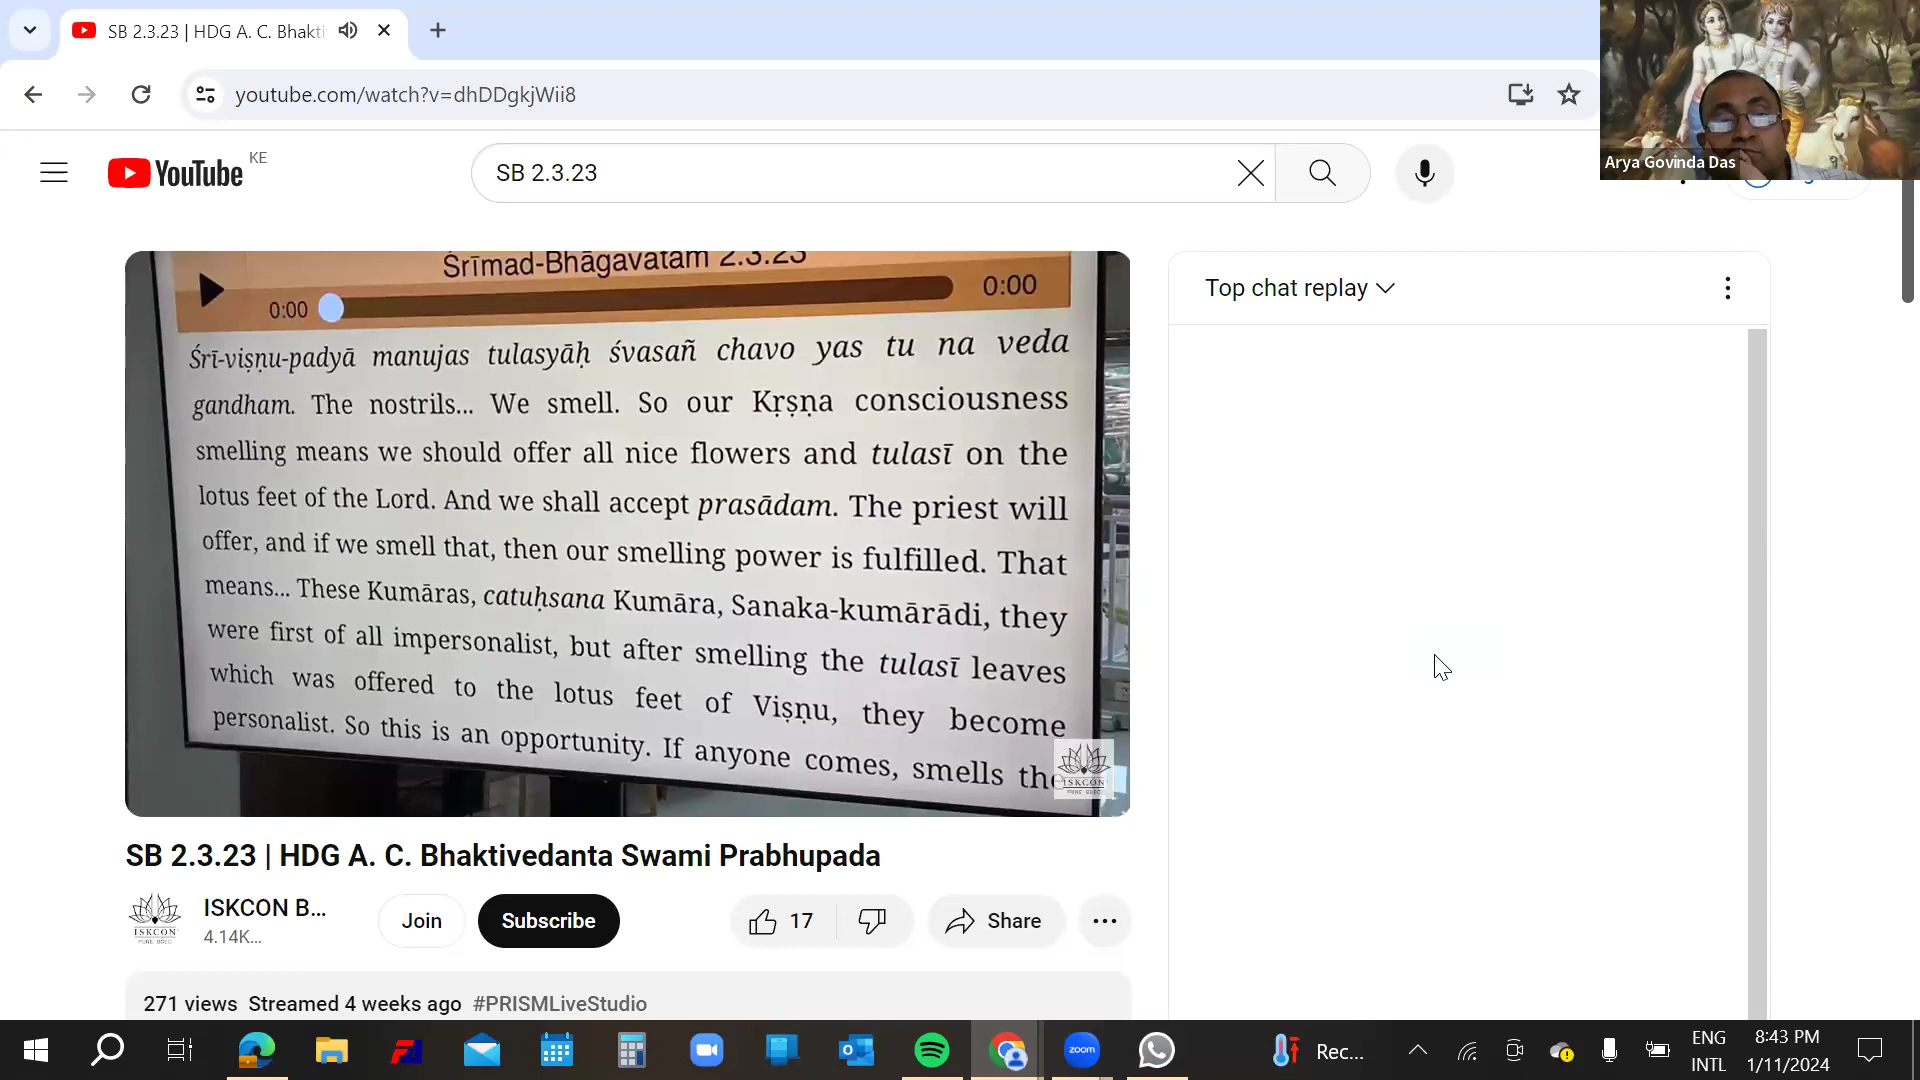 SB 2.3.23 | HDG A. C. Bhakti
youtube.com/watch?v=dhDDgkjWii8
YouTube KE
SB 2.3.23
Arya Govinda Das
Śrīmad-Bhāgavatam 2.3.23
0:00
0:00
Śrī-viṣṇu-padyā manujas tulasyāḥ śvasañ chavo yas tu na veda
gandham. The nostrils... We smell. So our Kṛṣṇa consciousness
smelling means we should offer all nice flowers and tulasī on the
lotus feet of the Lord. And we shall accept prasādam. The priest will
offer, and if we smell that, then our smelling power is fulfilled. That
means... These Kumāras, catuḥsana Kumāra, Sanaka-kumārādi, they
were first of all impersonalist, but after smelling the tulasī leaves
which was offered to the lotus feet of Viṣṇu, they become
personalist. So this is an opportunity. If anyone comes, smells the
ISKCON
PUNE BCEC
Top chat replay
SB 2.3.23 | HDG A. C. Bhaktivedanta Swami Prabhupada
ISKCON
PUNE BCEC
ISKCON B...
4.14K...
Join
Subscribe
17
Share
271 views Streamed 4 weeks ago #PRISMLiveStudio
zoom
Rec...
ENG
INTL
8:43 PM
1/11/2024